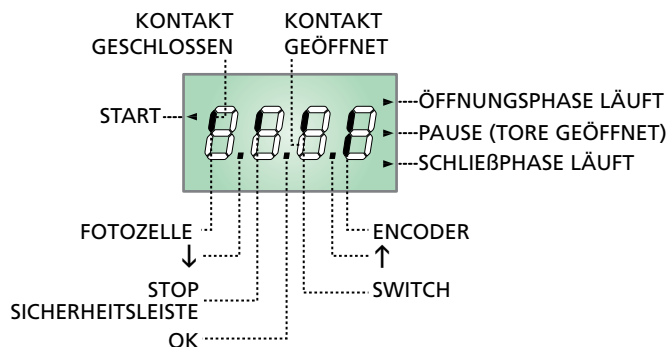 KONTAKT
GESCHLOSSEN
KONTAKT
GEÖFFNET
START
ÖFFNUNGSPHASE LÄUFT
PAUSE (TORE GEÖFFNET)
SCHLIEßPHASE LÄUFT
FOTOZELLE
↓
STOP
SICHERHEITSLEISTE
OK
ENCODER
↑
SWITCH